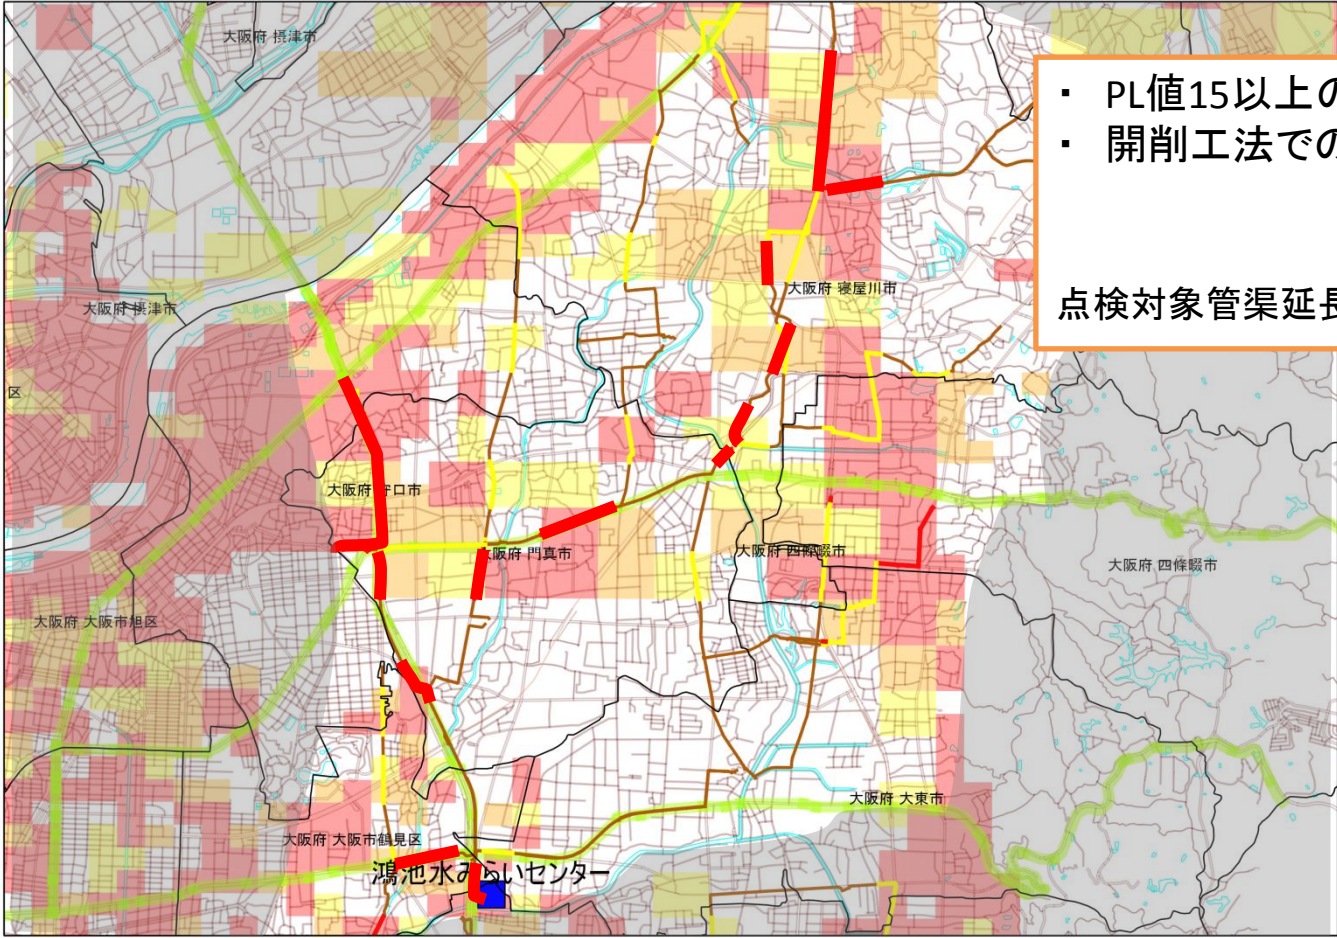 大阪府 摂津市
・ PL値15以上の
・ 開削工法での
大阪府 寝屋川市
大阪府 摂津市
点検対象管渠延長
区
大阪府 守口市
大阪府 門真市
大阪府 四條畷市
大阪府 四條畷市
大阪府 大阪市旭区
大阪府 大東市
大阪府 大阪市鶴見区
鴻池水みらいセンター